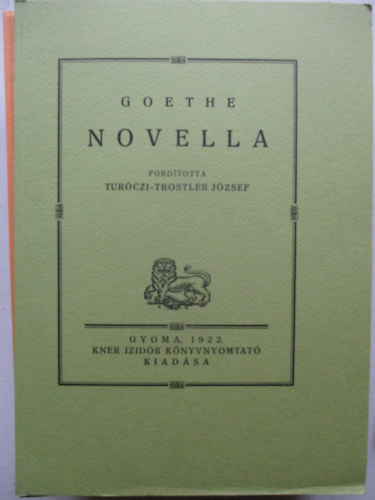 GOETHE
NOVELLA
FORDÍTOTTA
TURÓCZI-TROSTLER JÓZSEF
GYOMA, 1922.
KNER IZIDOR KÖNYVNYOMTATÓ
KIADÁSA